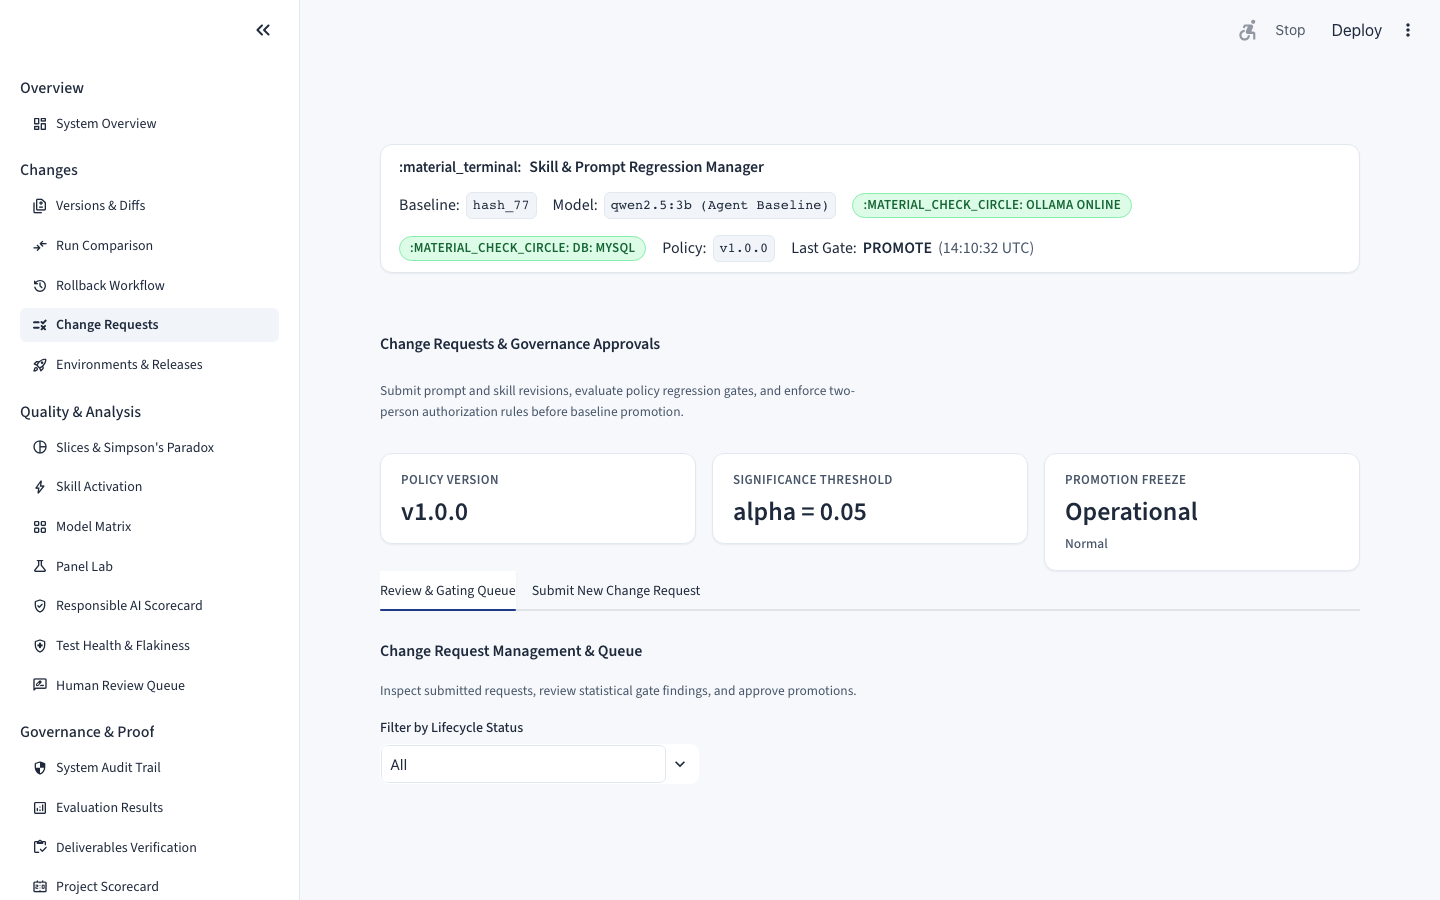 Stop
Deploy
Overview
System Overview
Changes
Versions & Diffs
Run Comparison
Rollback Workflow
Change Requests
Environments & Releases
Quality & Analysis
Slices & Simpson's Paradox
Skill Activation
Model Matrix
Panel Lab
Responsible AI Scorecard
Test Health & Flakiness
Human Review Queue
Governance & Proof
System Audit Trail
Evaluation Results
Deliverables Verification
Project Scorecard
:material_terminal: Skill & Prompt Regression Manager
Baseline: hash_77 Model: qwen2.5:3b (Agent Baseline) :MATERIAL_CHECK_CIRCLE: OLLAMA ONLINE
:MATERIAL_CHECK_CIRCLE: DB: MYSQL Policy: v1.0.0 Last Gate: PROMOTE (14:10:32 UTC)
Change Requests & Governance Approvals
Submit prompt and skill revisions, evaluate policy regression gates, and enforce two-
person authorization rules before baseline promotion.
POLICY VERSION
v1.0.0
SIGNIFICANCE THRESHOLD
alpha = 0.05
PROMOTION FREEZE
Operational
Normal
Review & Gating Queue
Submit New Change Request
Change Request Management & Queue
Inspect submitted requests, review statistical gate findings, and approve promotions.
Filter by Lifecycle Status
All